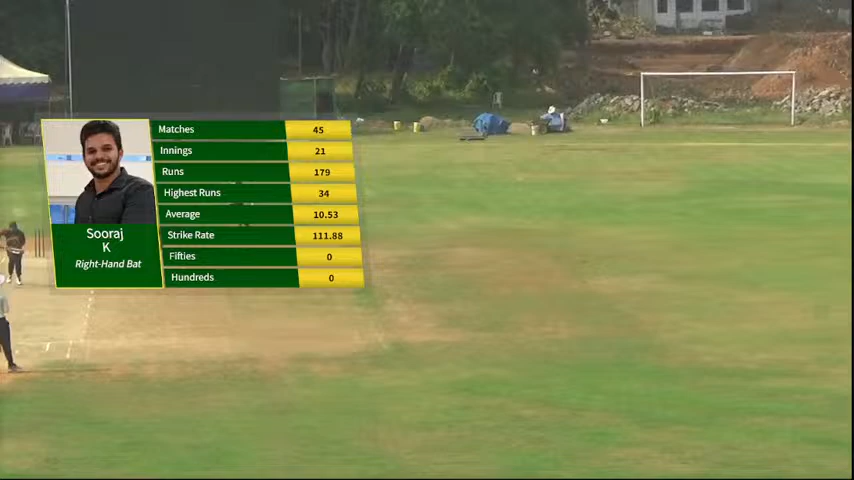 Matches 45
Innings 21
Runs 179
Highest Runs 34
Average 10.53
Strike Rate 111.88
Fifties 0
Hundreds 0
Sooraj
K
Right-Hand Bat